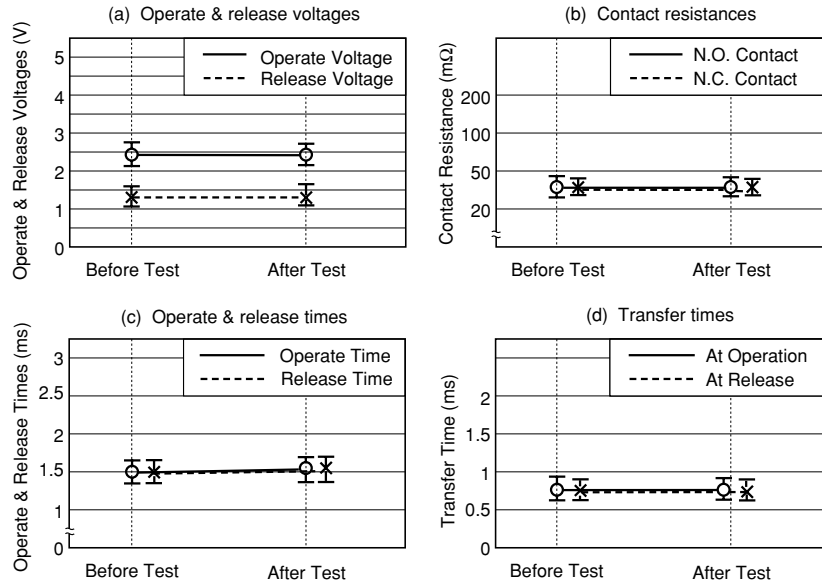 (a) Operate & release voltages
Operate & Release Voltages (V)
5
4
3
2
1
0
Operate Voltage
Release Voltage
Before Test
After Test
(b) Contact resistances
Contact Resistance (mΩ)
200
100
50
20
N.O. Contact
N.C. Contact
Before Test
After Test
(c) Operate & release times
Operate & Release Times (ms)
3
2.5
2
1.5
1
0
Operate Time
Release Time
Before Test
After Test
(d) Transfer times
Transfer Time (ms)
2
1
0.5
0
At Operation
At Release
Before Test
After Test